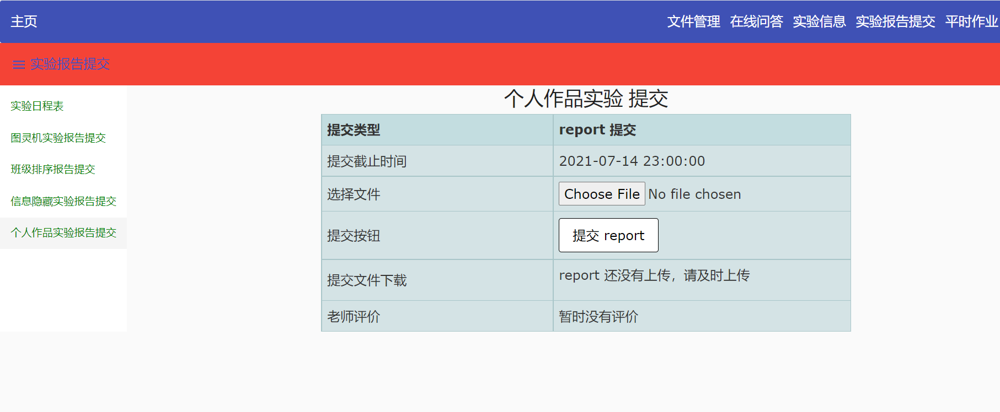 主页
文件管理 在线问答 实验信息 实验报告提交 平时作业
实验报告提交
实验日程表
图灵机实验报告提交
班级排序报告提交
信息隐藏实验报告提交
个人作品实验报告提交
个人作品实验 提交
提交类型 report 提交
提交截止时间 2021-07-14 23:00:00
选择文件 Choose File No file chosen
提交按钮 提交 report
提交文件下载 report 还没有上传，请及时上传
老师评价 暂时没有评价